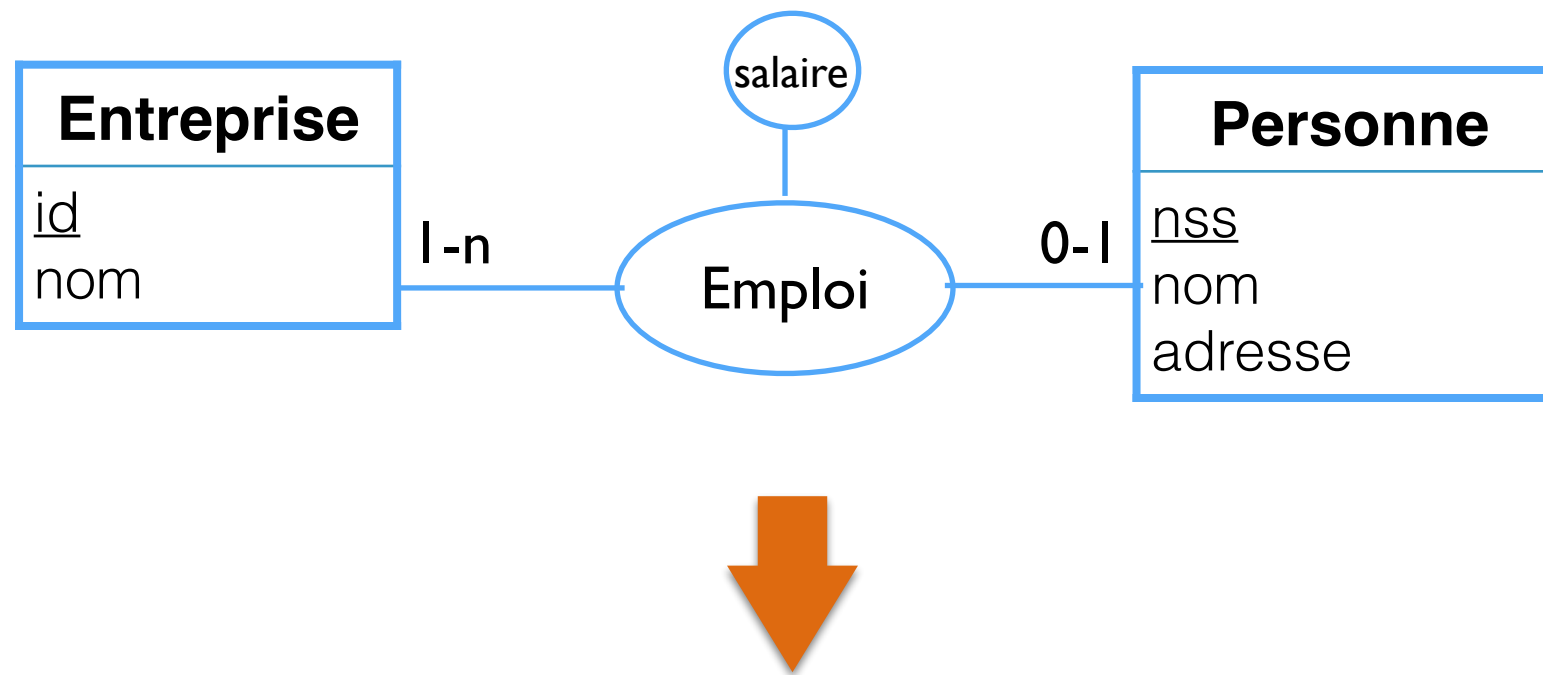 salaire
Entreprise
id
nom
1-n
Emploi
0-1
Personne
nss
nom
adresse